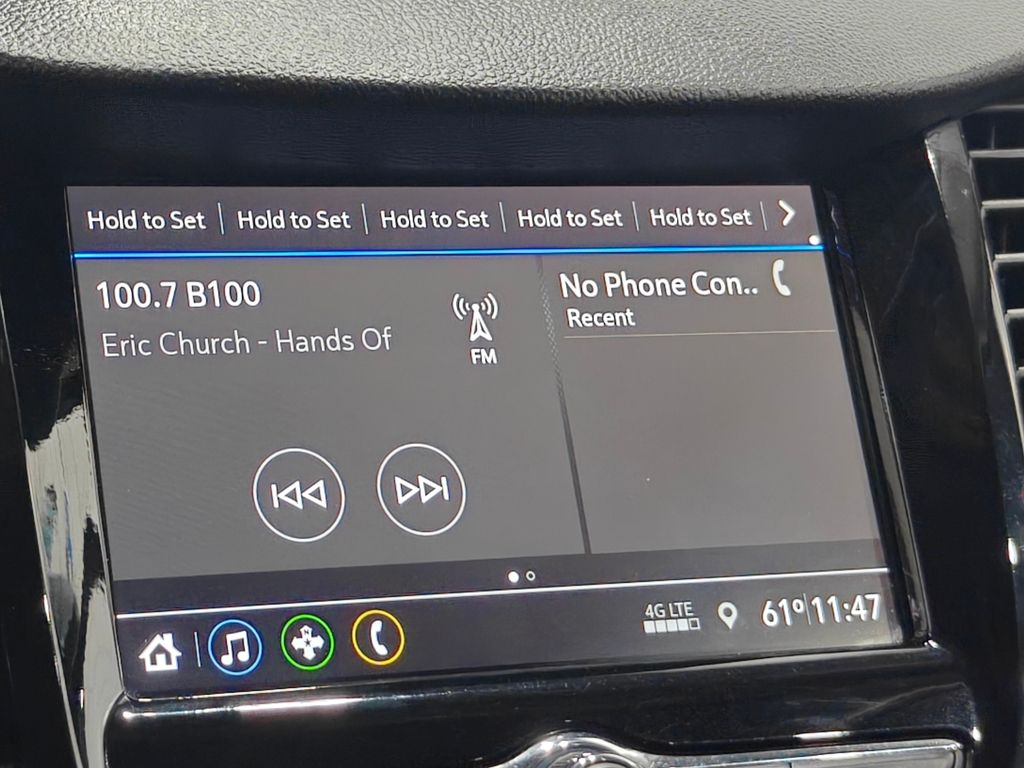 Hold to Set Hold to Set Hold to Set Hold to Set Hold to Set
100.7 B100
Eric Church - Hands Of
FM
No Phone Con..
Recent
4G LTE
61° 11:47